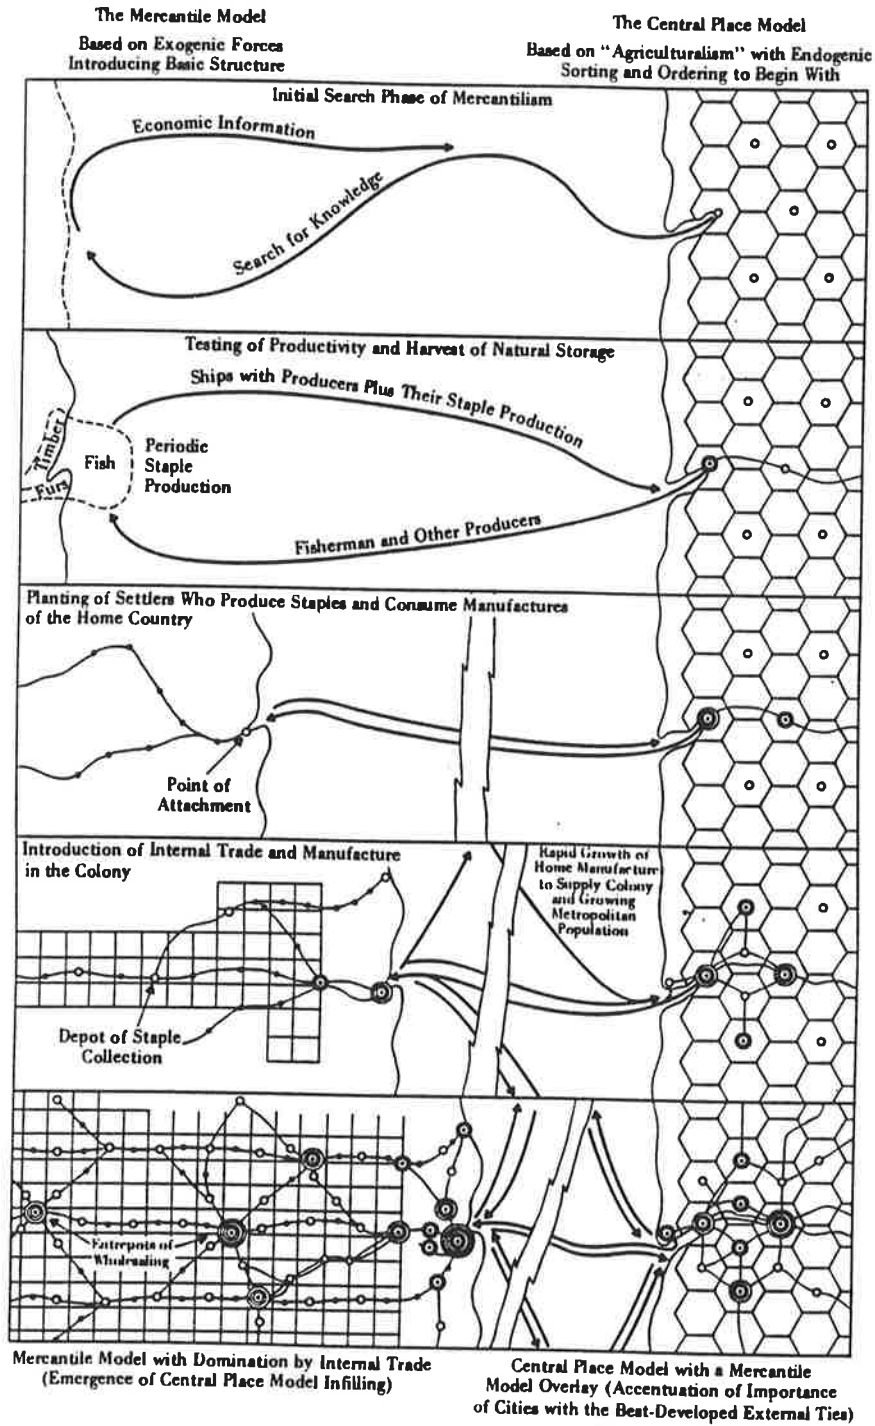 The Mercantile Model
Based on Exogenic Forces
Introducing Basic Structure
The Central Place Model
Based on "Agriculturalism" with Endogenic
Sorting and Ordering to Begin With
Initial Search Phase of Mercantilism
Economic Information
Search for Knowledge
Testing of Productivity and Harvest of Natural Storage
Ships with Producers Plus Their Staple Production
Timber
Fish
Furs
Periodic
Staple
Production
Fisherman and Other Producers
Planting of Settlers Who Produce Staples and Consume Manufactures
of the Home Country
Point of
Attachment
Introduction of Internal Trade and Manufacture
in the Colony
Rapid Growth of
Home Manufacture
to Supply Colony
and Growing
Metropolitan
Population
Depot of Staple
Collection
Entrepots of
Wholesaling
Mercantile Model with Domination by Internal Trade
(Emergence of Central Place Model Infilling)
Central Place Model with a Mercantile
Model Overlay (Accentuation of Importance
of Cities with the Best-Developed External Ties)